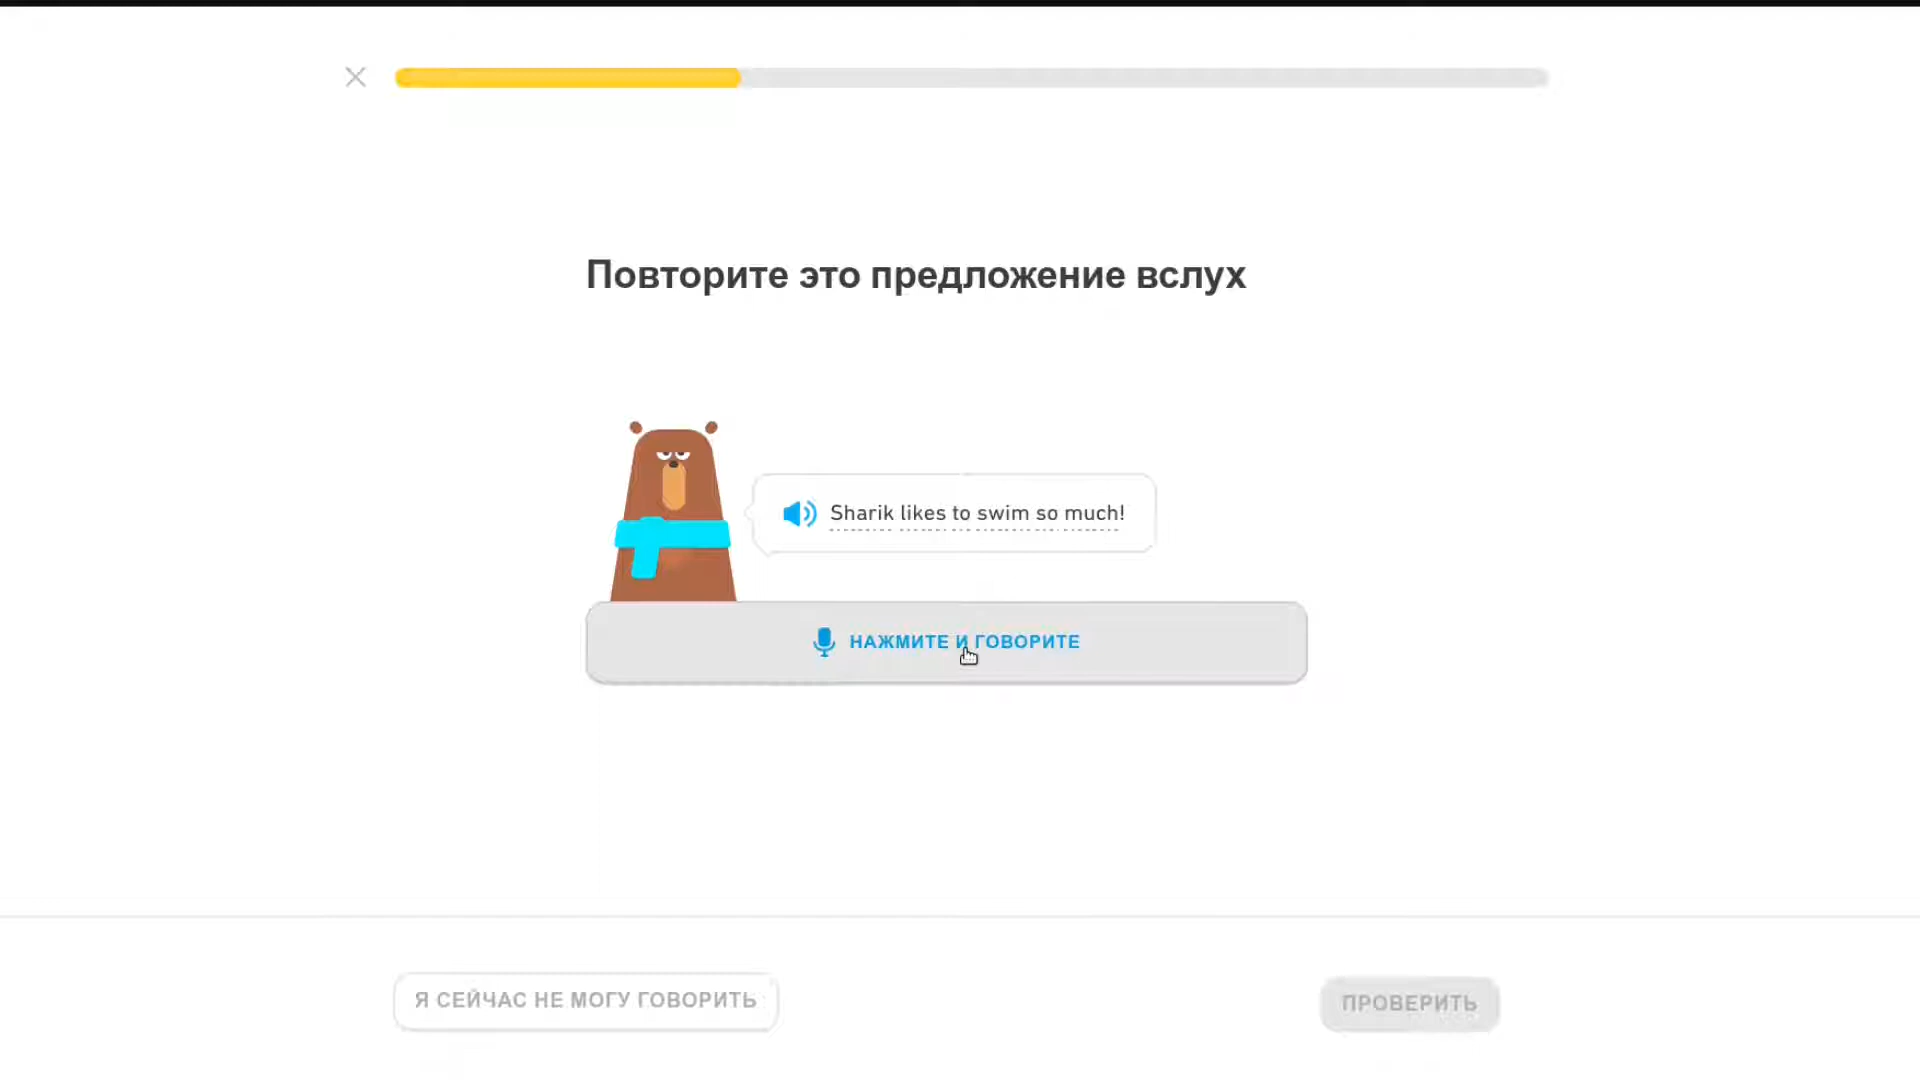 Повторите это предложение вслух
Sharik likes to swim so much!
НАЖМИТЕ И ГОВОРИТЕ
Я СЕЙЧАС НЕ МОГУ ГОВОРИТЬ
ПРОВЕРИТЬ